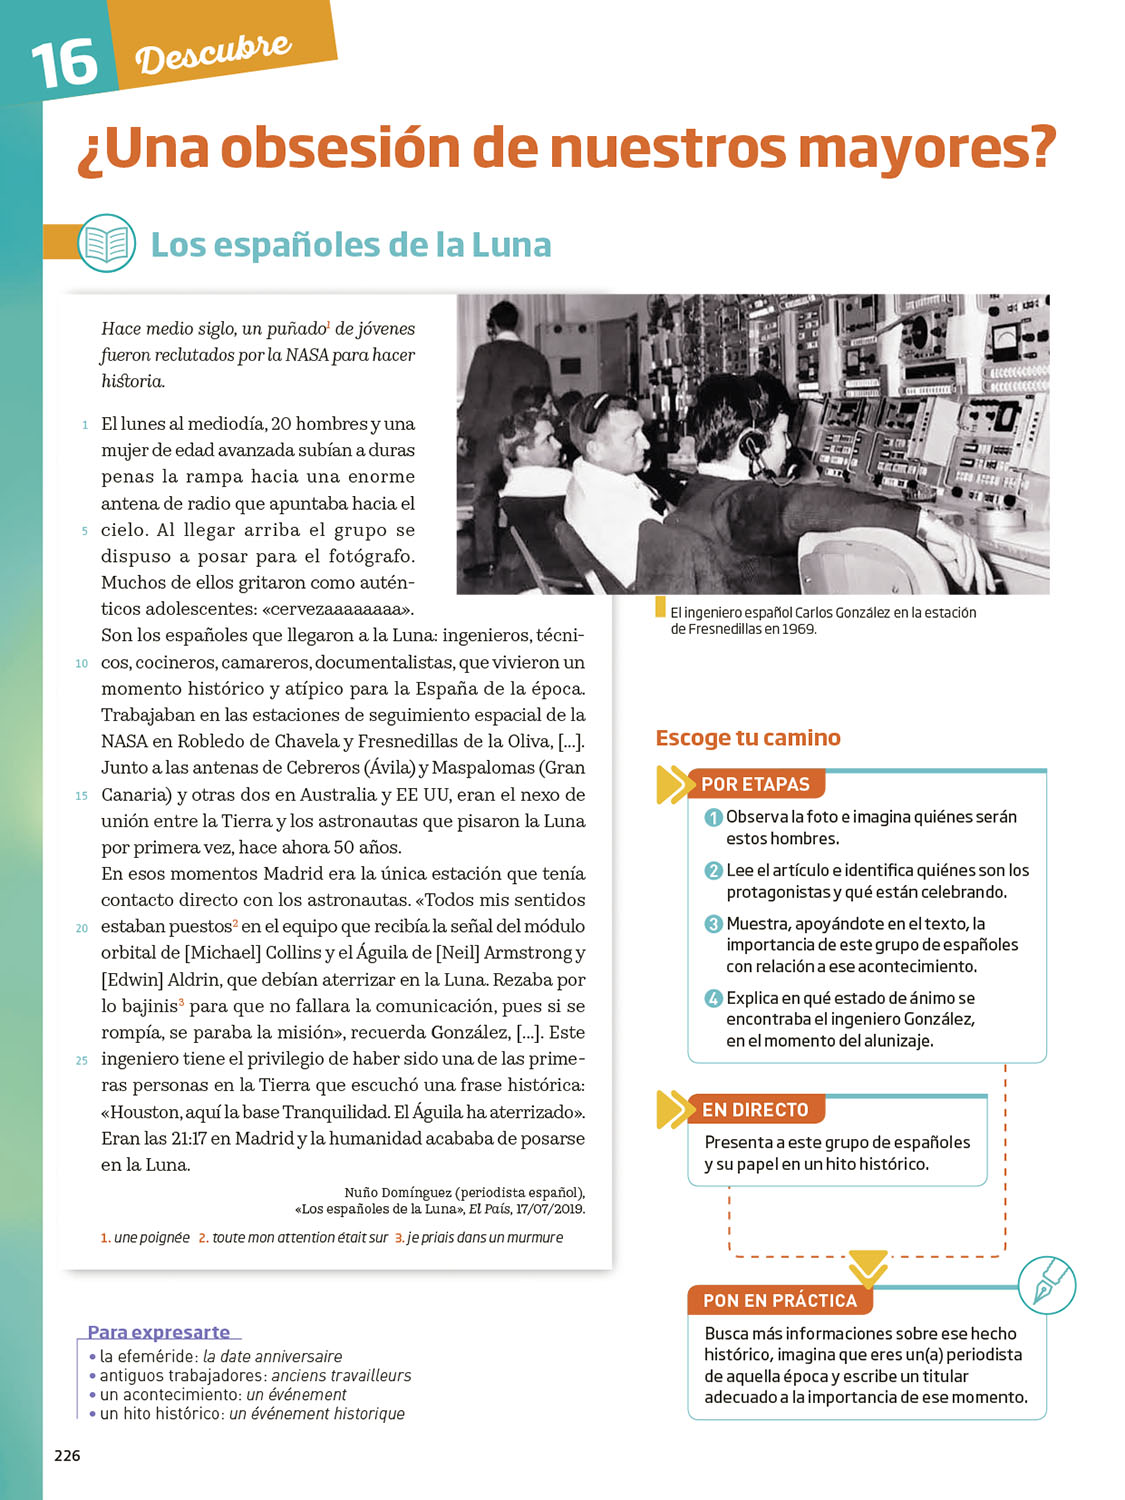 16 Descubre
¿Una obsesión de nuestros mayores?
Los españoles de la Luna
Hace medio siglo, un puñado¹ de jóvenes
fueron reclutados por la NASA para hacer
historia.
1 El lunes al mediodía, 20 hombres y una
mujer de edad avanzada subían a duras
penas la rampa hacia una enorme
antena de radio que apuntaba hacia el
5 cielo. Al llegar arriba el grupo se
dispuso a posar para el fotógrafo.
Muchos de ellos gritaron como autén-
ticos adolescentes: «cervezaaaaaaaa».
Son los españoles que llegaron a la Luna: ingenieros, técni-
10 cos, cocineros, camareros, documentalistas, que vivieron un
momento histórico y atípico para la España de la época.
Trabajaban en las estaciones de seguimiento espacial de la
NASA en Robledo de Chavela y Fresnedillas de la Oliva, [...].
Junto a las antenas de Cebreros (Ávila) y Maspalomas (Gran
15 Canaria) y otras dos en Australia y EE UU, eran el nexo de
unión entre la Tierra y los astronautas que pisaron la Luna
por primera vez, hace ahora 50 años.
En esos momentos Madrid era la única estación que tenía
contacto directo con los astronautas. «Todos mis sentidos
20 estaban puestos² en el equipo que recibía la señal del módulo
orbital de [Michael] Collins y el Águila de [Neil] Armstrong y
[Edwin] Aldrin, que debían aterrizar en la Luna. Rezaba por
lo bajinis³ para que no fallara la comunicación, pues si se
rompía, se paraba la misión», recuerda González, [...]. Este
25 ingeniero tiene el privilegio de haber sido una de las prime-
ras personas en la Tierra que escuchó una frase histórica:
«Houston, aquí la base Tranquilidad. El Águila ha aterrizado».
Eran las 21:17 en Madrid y la humanidad acababa de posarse
en la Luna.
Nuño Domínguez (periodista español),
«Los españoles de la Luna», El País, 17/07/2019.
1. une poignée 2. toute mon attention était sur 3. je priais dans un murmure
El ingeniero español Carlos González en la estación
de Fresnedillas en 1969.
Para expresarte
• la efeméride: la date anniversaire
• antiguos trabajadores: anciens travailleurs
• un acontecimiento: un événement
• un hito histórico: un événement historique
Escoge tu camino
POR ETAPAS
1 Observa la foto e imagina quiénes serán
estos hombres.
2 Lee el artículo e identifica quiénes son los
protagonistas y qué están celebrando.
3 Muestra, apoyándote en el texto, la
importancia de este grupo de españoles
con relación a ese acontecimiento.
4 Explica en qué estado de ánimo se
encontraba el ingeniero González,
en el momento del alunizaje.
EN DIRECTO
Presenta a este grupo de españoles
y su papel en un hito histórico.
PON EN PRÁCTICA
Busca más informaciones sobre ese hecho
histórico, imagina que eres un(a) periodista
de aquella época y escribe un titular
adecuado a la importancia de ese momento.
226